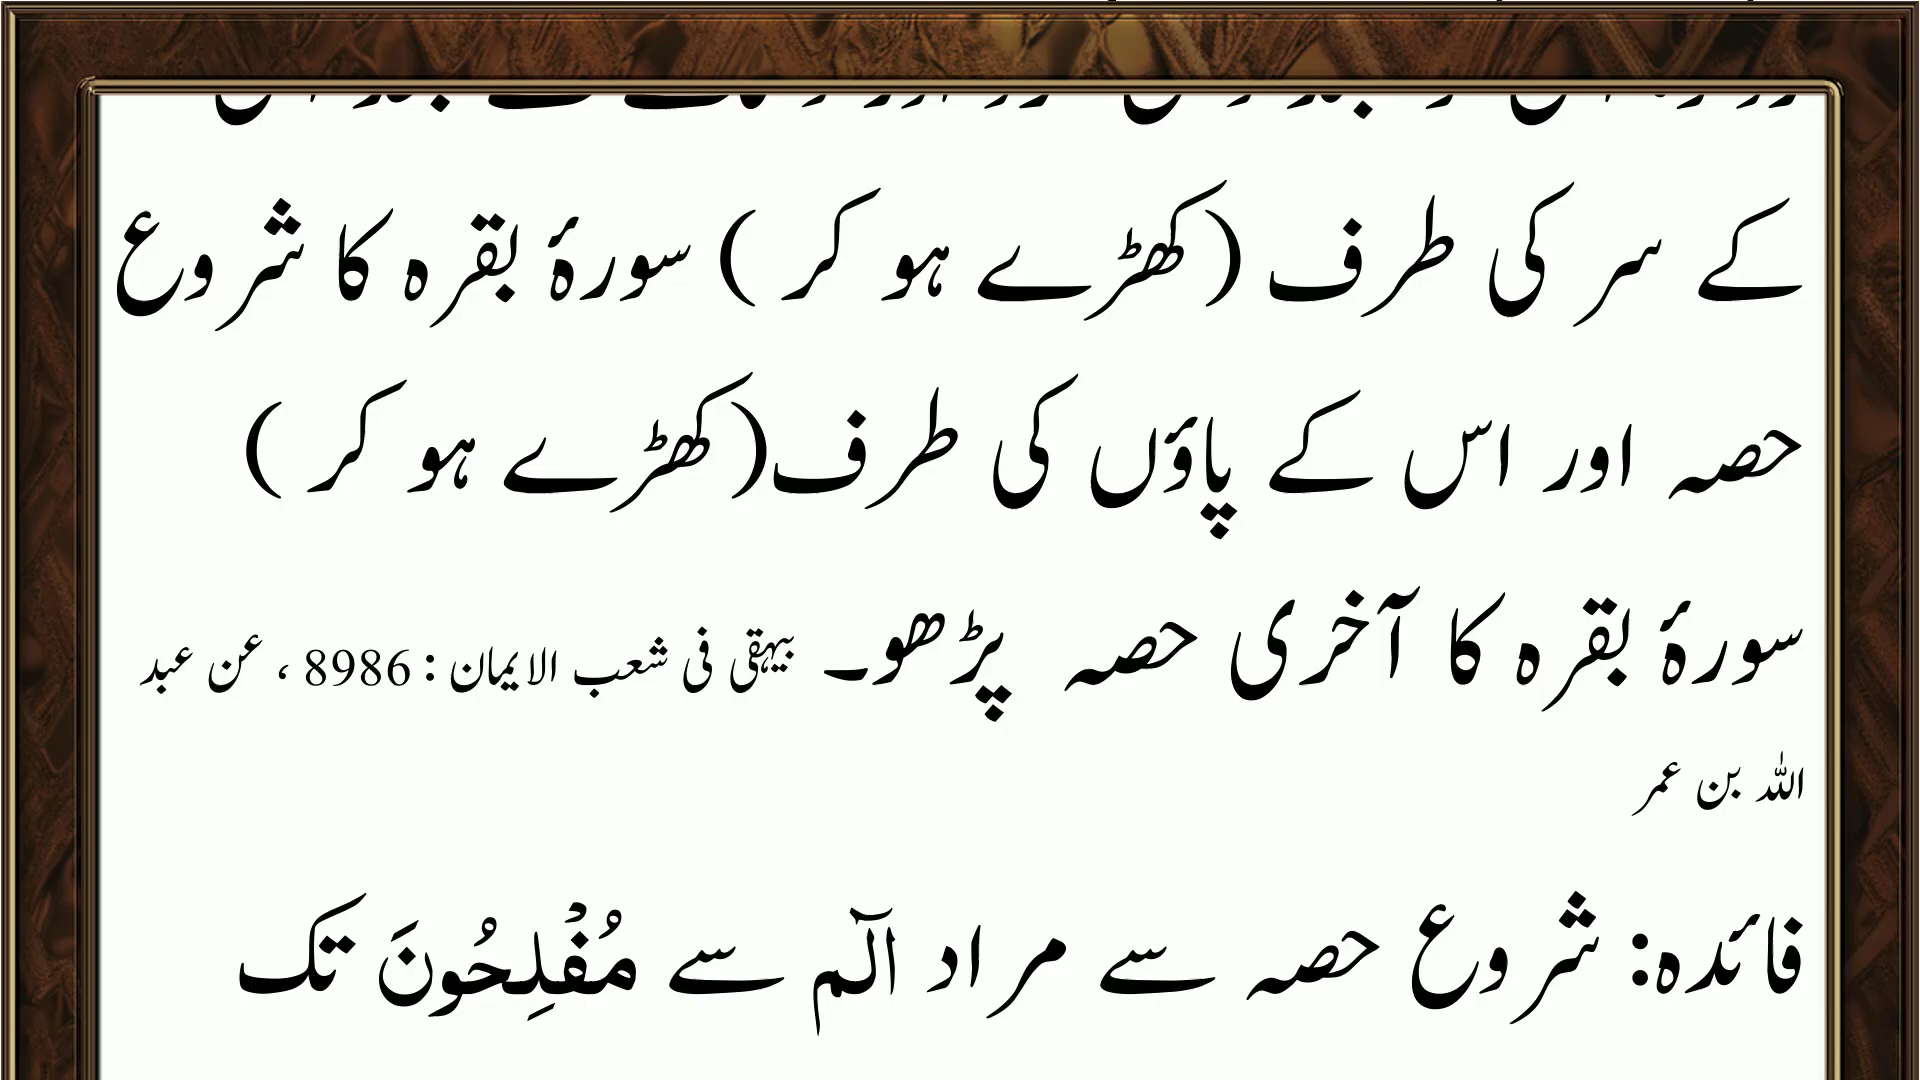 کے سر کی طرف (کھڑے ہو کر) سورۂ بقرہ کا شروع
حصہ اور اس کے پاؤں کی طرف(کھڑے ہو کر)
سورۂ بقرہ کا آخری حصہ پڑھو۔ بیہقی فی شعب الایمان: 8986، عن عبد
اللہ بن عمر
فائدہ: شروع حصہ سے مراد الٓم سے مُفْلِحُونَ تک